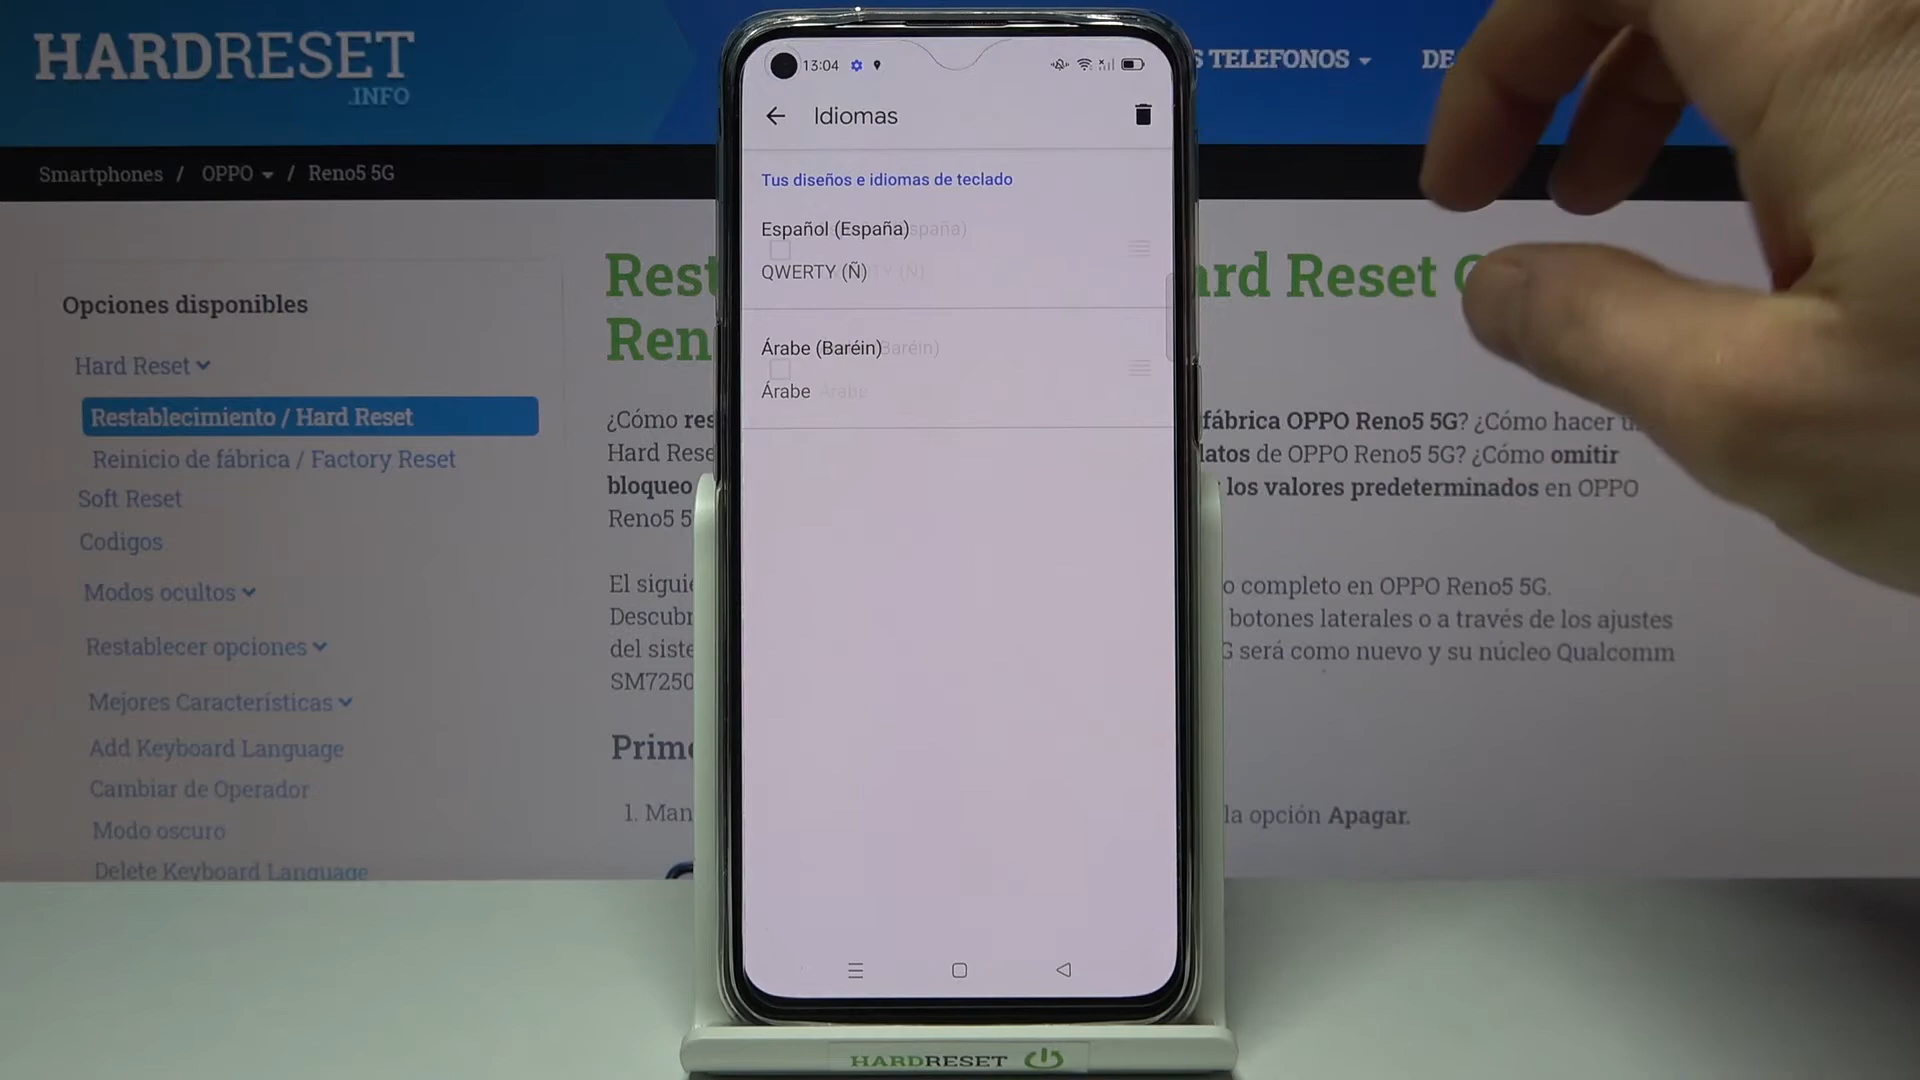 HARDRESET
.INFO
S TELEFONOS
DE
Smartphones / OPPO / Reno5 5G
Opciones disponibles
Hard Reset
Restablecimiento / Hard Reset
Reinicio de fábrica / Factory Reset
Soft Reset
Codigos
Modos ocultos
Restablecer opciones
Mejores Características
Add Keyboard Language
Cambiar de Operador
Modo oscuro
Delete Keyboard Language
13:04
Idiomas
Tus diseños e idiomas de teclado
Español (España)
QWERTY (Ñ)
Árabe (Baréin)
Árabe
Rest
ard Reset
Ren
¿Cómo res
fábrica OPPO Reno5 5G? ¿Cómo hacer u
Hard Rese
datos de OPPO Reno5 5G? ¿Cómo omitir
bloqueo
los valores predeterminados en OPPO
Reno5 5
El siguie
o completo en OPPO Reno5 5G.
Descubr
botones laterales o a través de los ajustes
del siste
G será como nuevo y su núcleo Qualcomm
SM7250
Prime
1. Man
la opción Apagar.
HARDRESET